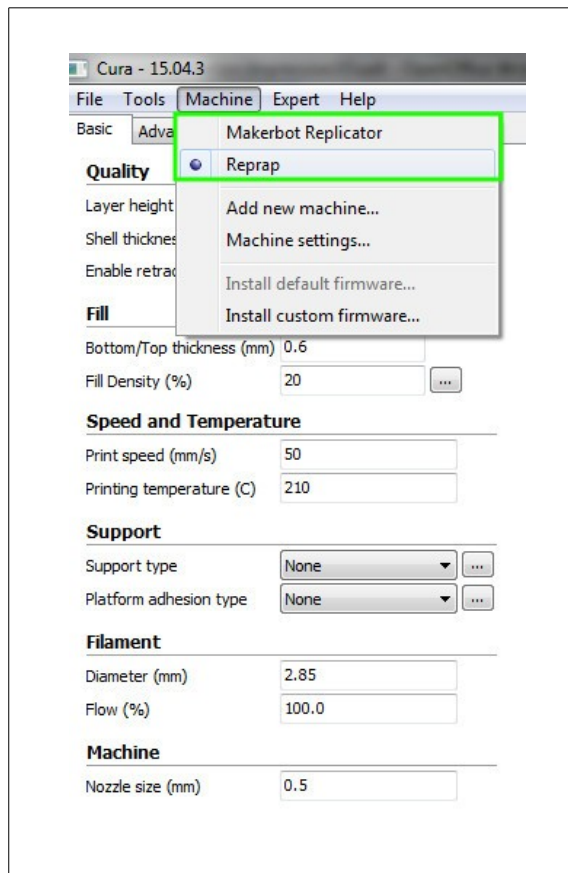 Cura - 15.04.3
File Tools Machine Expert Help
Basic Adva
Makerbot Replicator
Reprap
Add new machine...
Machine settings...
Install default firmware...
Install custom firmware...
Quality
Layer height
Shell thicknes
Enable retrac
Fill
Bottom/Top thickness (mm) 0.6
Fill Density (%) 20 ...
Speed and Temperature
Print speed (mm/s) 50
Printing temperature (C) 210
Support
Support type None ...
Platform adhesion type None ...
Filament
Diameter (mm) 2.85
Flow (%) 100.0
Machine
Nozzle size (mm) 0.5